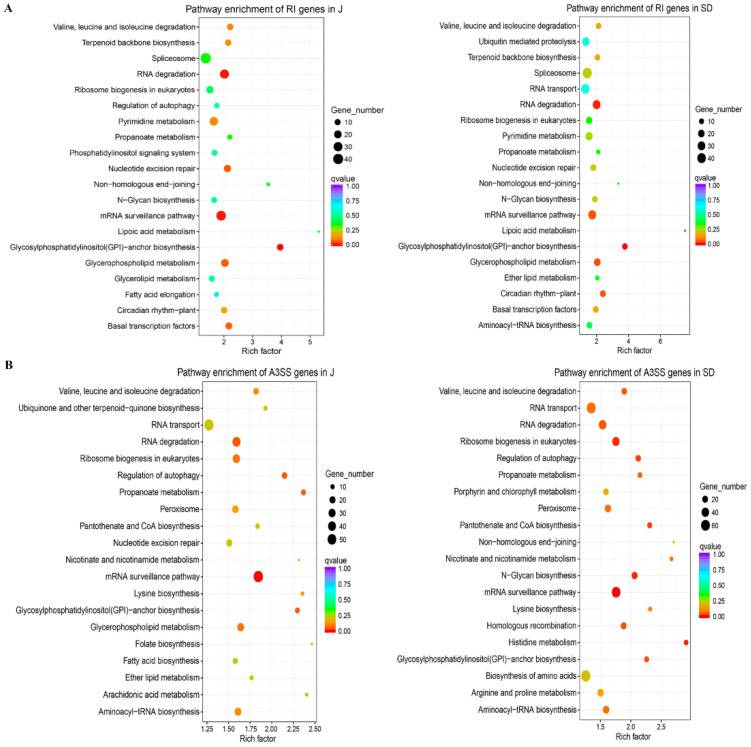 A
Pathway enrichment of RI genes in J
Valine, leucine and isoleucine degradation
Terpenoid backbone biosynthesis
Spliceosome
RNA degradation
Ribosome biogenesis in eukaryotes
Regulation of autophagy
Pyrimidine metabolism
Propanoate metabolism
Phosphatidylinositol signaling system
Nucleotide excision repair
Non−homologous end−joining
N−Glycan biosynthesis
mRNA surveillance pathway
Lipoic acid metabolism
Glycosylphosphatidylinositol(GPI)−anchor biosynthesis
Glycerophospholipid metabolism
Glycerolipid metabolism
Fatty acid elongation
Circadian rhythm−plant
Basal transcription factors
2 3 4 5
Rich factor
Gene_number
10
20
30
40
qvalue
1.00
0.75
0.50
0.25
0.00
Pathway enrichment of RI genes in SD
Valine, leucine and isoleucine degradation
Ubiquitin mediated proteolysis
Terpenoid backbone biosynthesis
Spliceosome
RNA transport
RNA degradation
Ribosome biogenesis in eukaryotes
Pyrimidine metabolism
Propanoate metabolism
Nucleotide excision repair
Non−homologous end−joining
N−Glycan biosynthesis
mRNA surveillance pathway
Lipoic acid metabolism
Glycosylphosphatidylinositol(GPI)−anchor biosynthesis
Glycerophospholipid metabolism
Ether lipid metabolism
Circadian rhythm−plant
Basal transcription factors
Aminoacyl−tRNA biosynthesis
2 4 6
Rich factor
Gene_number
10
20
30
40
qvalue
1.00
0.75
0.50
0.25
0.00
B
Pathway enrichment of A3SS genes in J
Valine, leucine and isoleucine degradation
Ubiquinone and other terpenoid−quinone biosynthesis
RNA transport
RNA degradation
Ribosome biogenesis in eukaryotes
Regulation of autophagy
Propanoate metabolism
Peroxisome
Pantothenate and CoA biosynthesis
Nucleotide excision repair
Nicotinate and nicotinamide metabolism
mRNA surveillance pathway
Lysine biosynthesis
Glycosylphosphatidylinositol(GPI)−anchor biosynthesis
Glycerophospholipid metabolism
Folate biosynthesis
Fatty acid biosynthesis
Ether lipid metabolism
Arachidonic acid metabolism
Aminoacyl−tRNA biosynthesis
1.25 1.50 1.75 2.00 2.25 2.50
Rich factor
Gene_number
10
20
30
40
50
qvalue
1.00
0.75
0.50
0.25
0.00
Pathway enrichment of A3SS genes in SD
Valine, leucine and isoleucine degradation
RNA transport
RNA degradation
Ribosome biogenesis in eukaryotes
Regulation of autophagy
Propanoate metabolism
Porphyrin and chlorophyll metabolism
Peroxisome
Pantothenate and CoA biosynthesis
Non−homologous end−joining
Nicotinate and nicotinamide metabolism
N−Glycan biosynthesis
mRNA surveillance pathway
Lysine biosynthesis
Homologous recombination
Histidine metabolism
Glycosylphosphatidylinositol(GPI)−anchor biosynthesis
Biosynthesis of amino acids
Arginine and proline metabolism
Aminoacyl−tRNA biosynthesis
1.5 2.0 2.5
Rich factor
Gene_number
20
40
60
qvalue
1.00
0.75
0.50
0.25
0.00